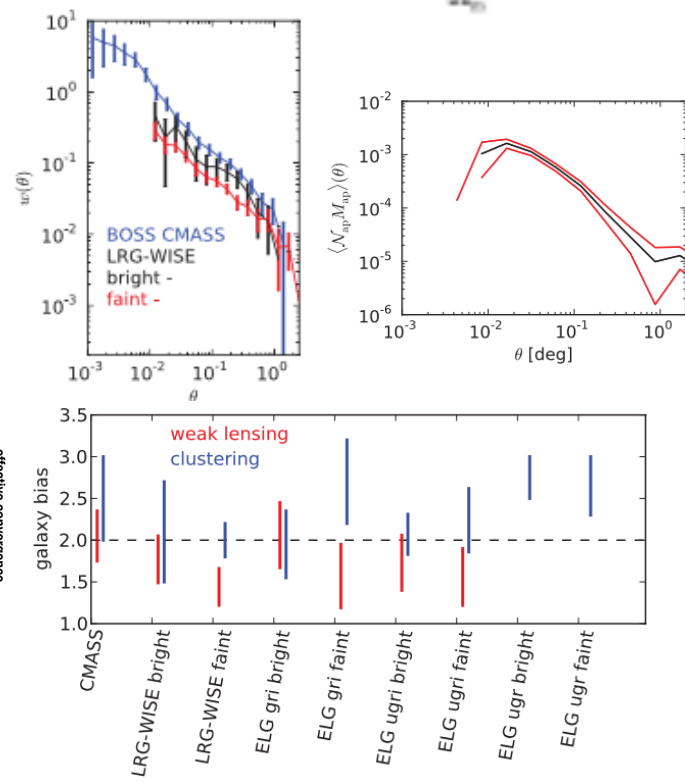 10^1
10^0
10^-1
10^-2
10^-3
w(θ)
BOSS CMASS
LRG-WISE
bright -
faint -
10^-3 10^-2 10^-1 10^0
θ
10^-2
10^-3
10^-4
10^-5
10^-6
⟨N_ap M_ap⟩(θ)
10^-3 10^-2 10^-1 10^0
θ [deg]
3.5
3.0
2.5
2.0
1.5
1.0
galaxy bias
weak lensing
clustering
CMASS
LRG-WISE bright
LRG-WISE faint
ELG gri bright
ELG gri faint
ELG ugri bright
ELG ugri faint
ELG ugr bright
ELG ugr faint